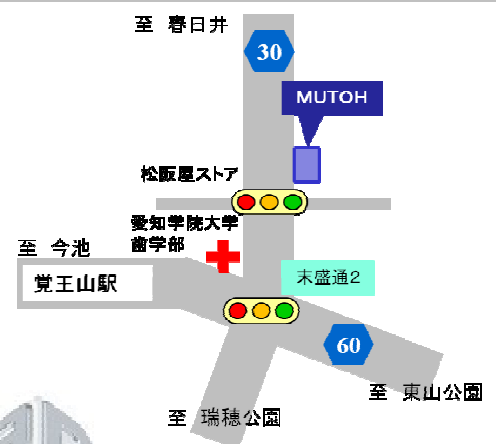 至 春日井
30
MUTOH
松阪屋ストア
愛知学院大学
歯学部
至 今池
覚王山駅
末盛通2
60
至 東山公園
至 瑞穂公園